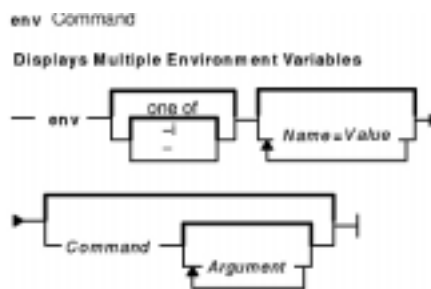 env Command
Displays Multiple Environment Variables
env
one of
-i
-
Name=Value
Command
Argument